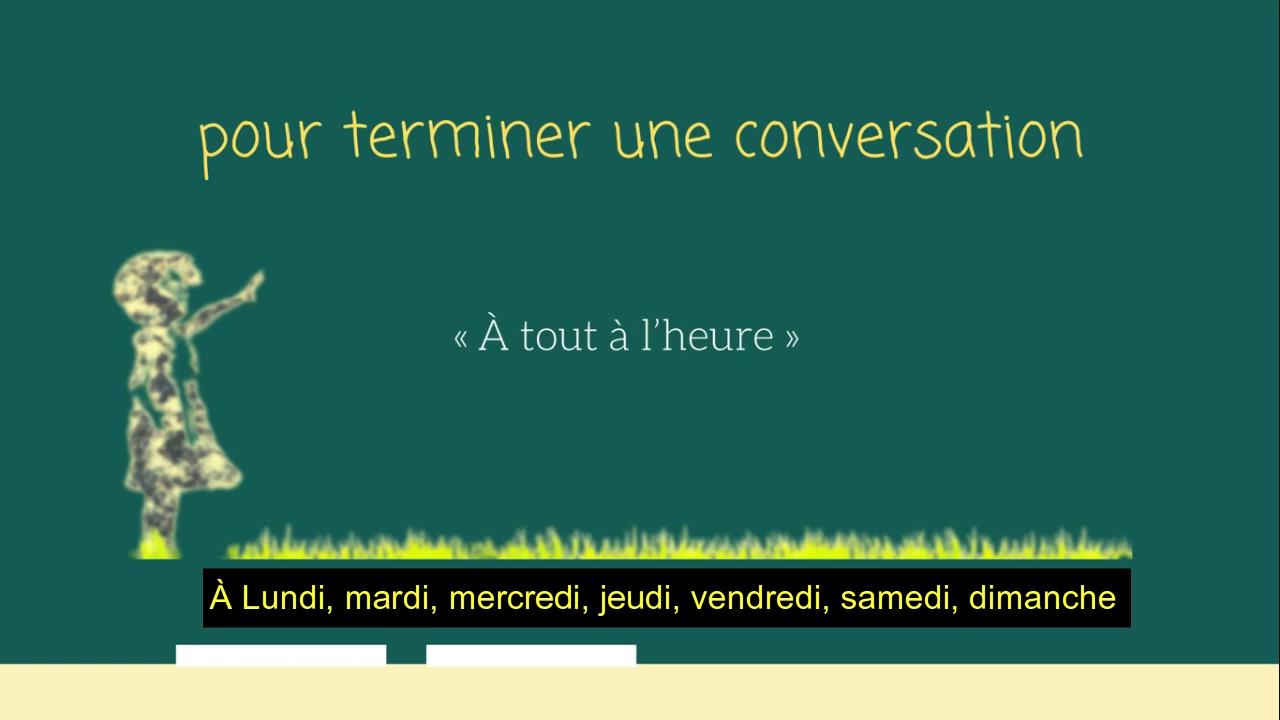 pour terminer une conversation
« À tout à l’heure »
À Lundi, mardi, mercredi, jeudi, vendredi, samedi, dimanche